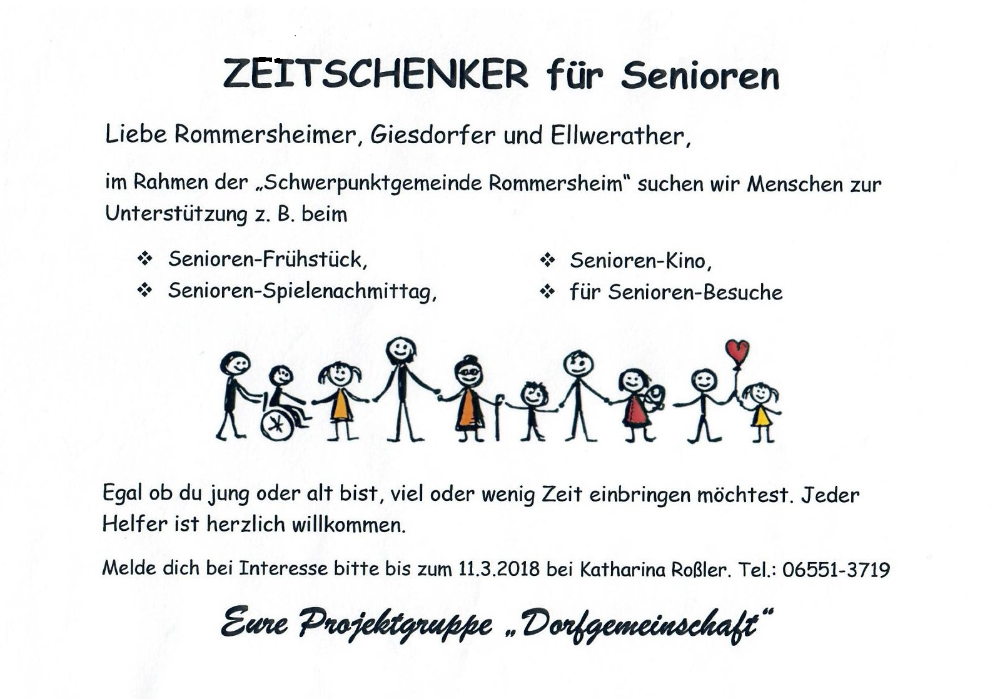 ZEITSCHENKER für Senioren
Liebe Rommersheimer, Giesdorfer und Ellwerather,
im Rahmen der „Schwerpunktgemeinde Rommersheim“ suchen wir Menschen zur
Unterstützung z. B. beim
❖ Senioren-Frühstück,
❖ Senioren-Spielenachmittag,
❖ Senioren-Kino,
❖ für Senioren-Besuche
Egal ob du jung oder alt bist, viel oder wenig Zeit einbringen möchtest. Jeder
Helfer ist herzlich willkommen.
Melde dich bei Interesse bitte bis zum 11.3.2018 bei Katharina Roßler. Tel.: 06551-3719
Eure Projektgruppe „Dorfgemeinschaft“